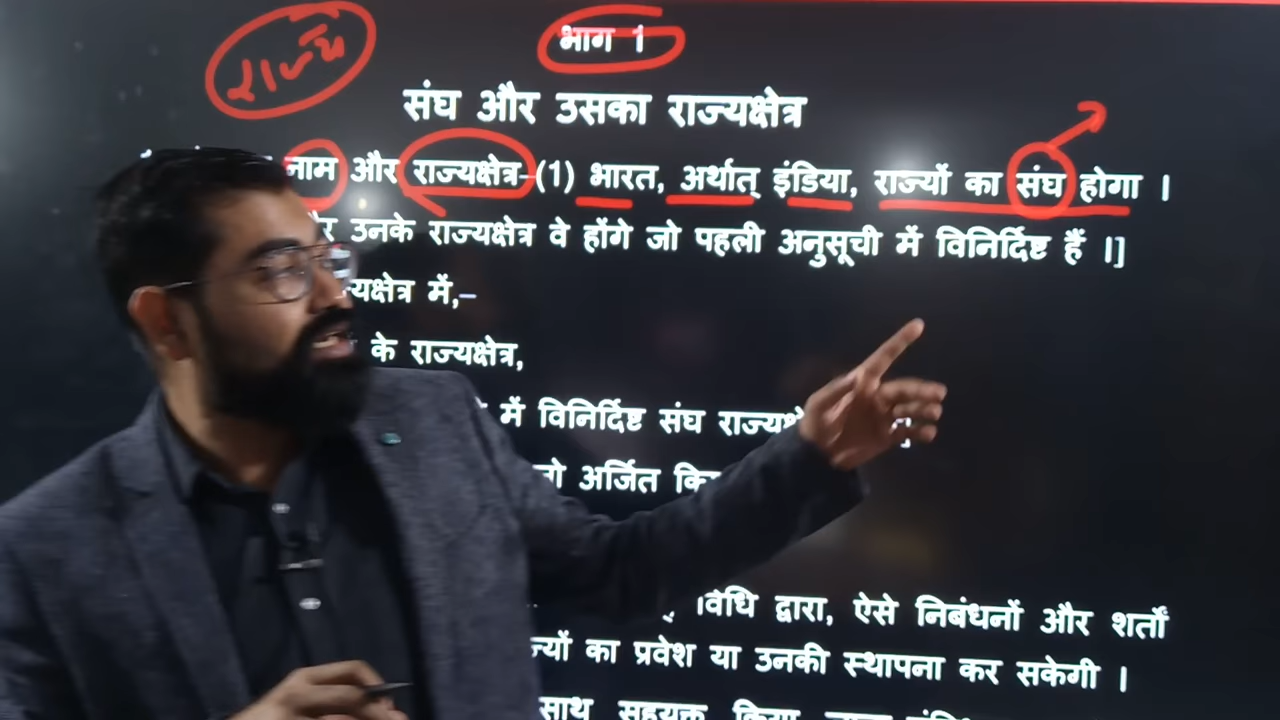 राज्य
भाग 1
संघ और उसका राज्यक्षेत्र
नाम और राज्यक्षेत्र–(1) भारत, अर्थात् इंडिया, राज्यों का संघ होगा ।
उनके राज्यक्षेत्र वे होंगे जो पहली अनुसूची में विनिर्दिष्ट हैं ।]
में,–
के राज्यक्षेत्र,
में विनिर्दिष्ट संघ
अर्जित
द्वारा, ऐसे निबंधनों और शर्तों
का प्रवेश या उनकी स्थापना कर सकेगी ।
साथ